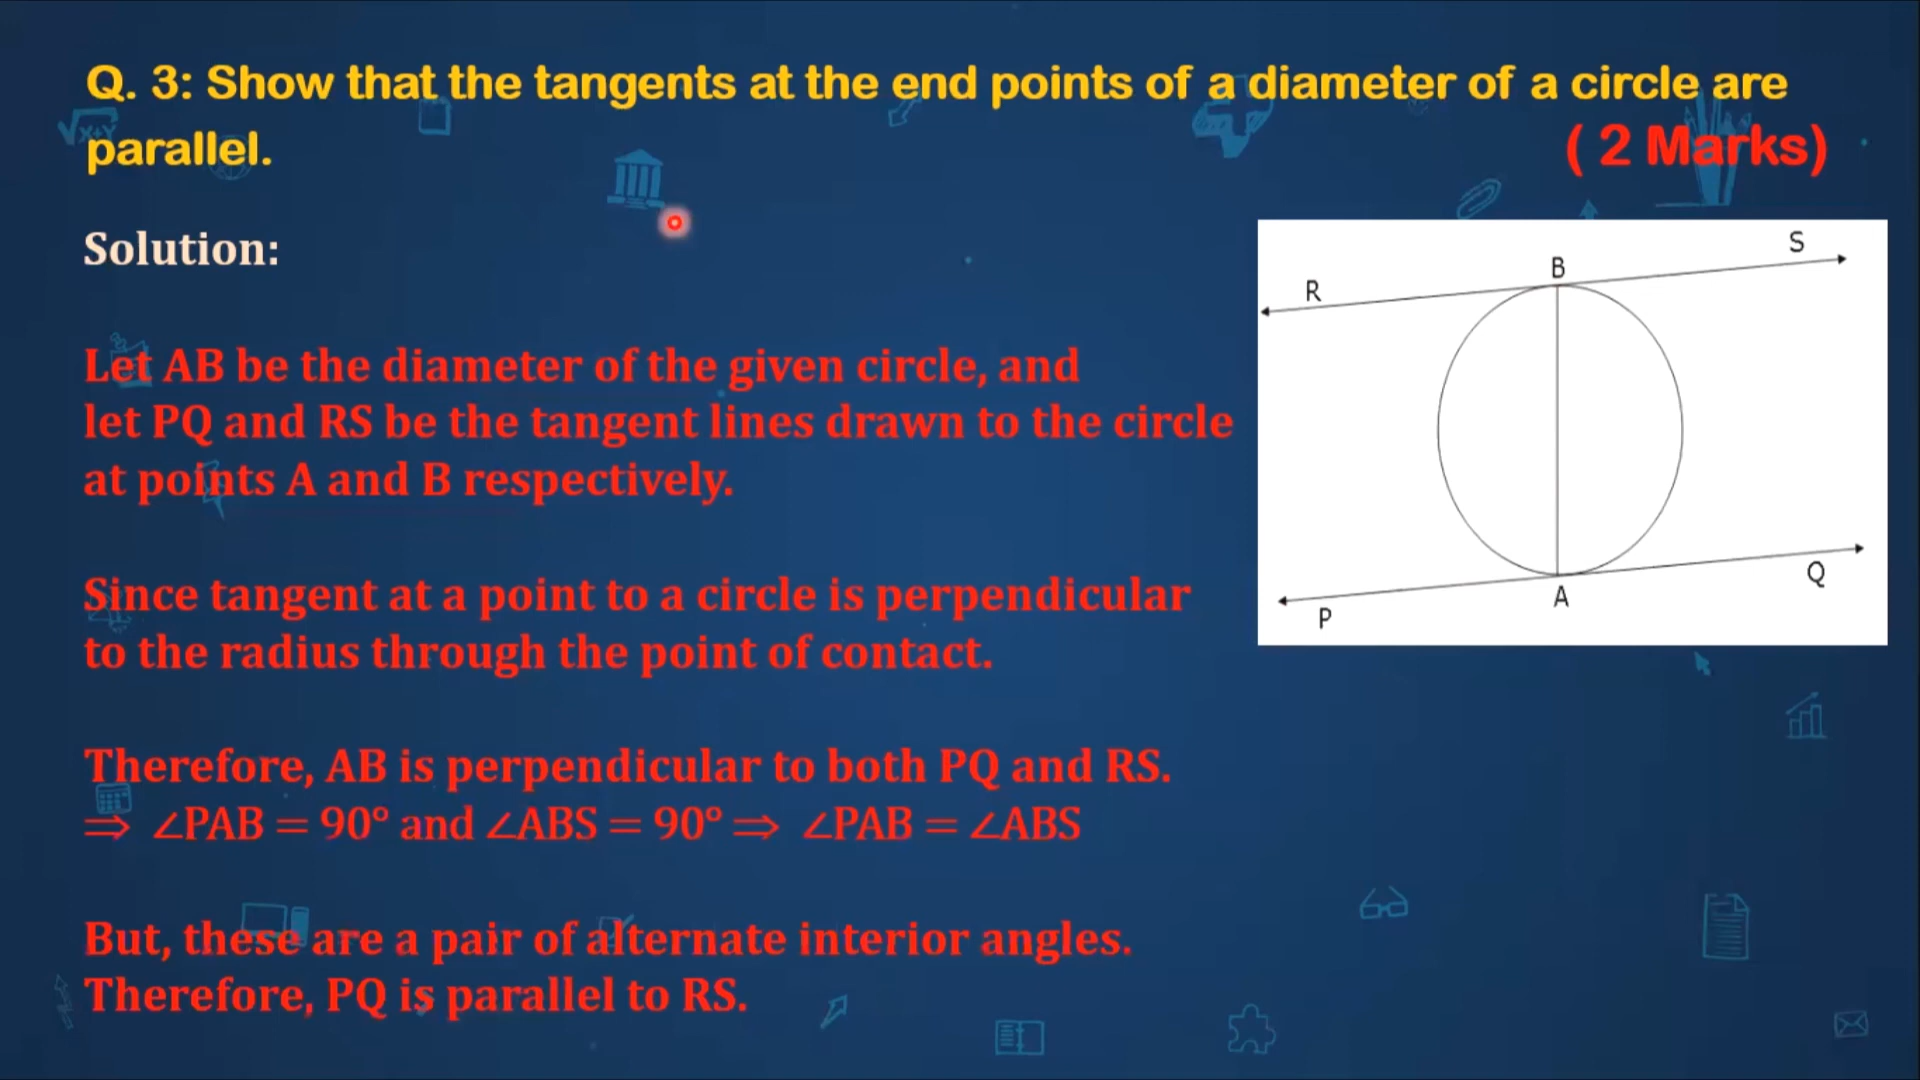 Q. 3: Show that the tangents at the end points of a diameter of a circle are
parallel.
( 2 Marks)
Solution:
Let AB be the diameter of the given circle, and
let PQ and RS be the tangent lines drawn to the circle
at points A and B respectively.
Since tangent at a point to a circle is perpendicular
to the radius through the point of contact.
Therefore, AB is perpendicular to both PQ and RS.
⇒ ∠PAB = 90° and ∠ABS = 90° ⇒ ∠PAB = ∠ABS
But, these are a pair of alternate interior angles.
Therefore, PQ is parallel to RS.
S
B
R
Q
A
P
√x+y